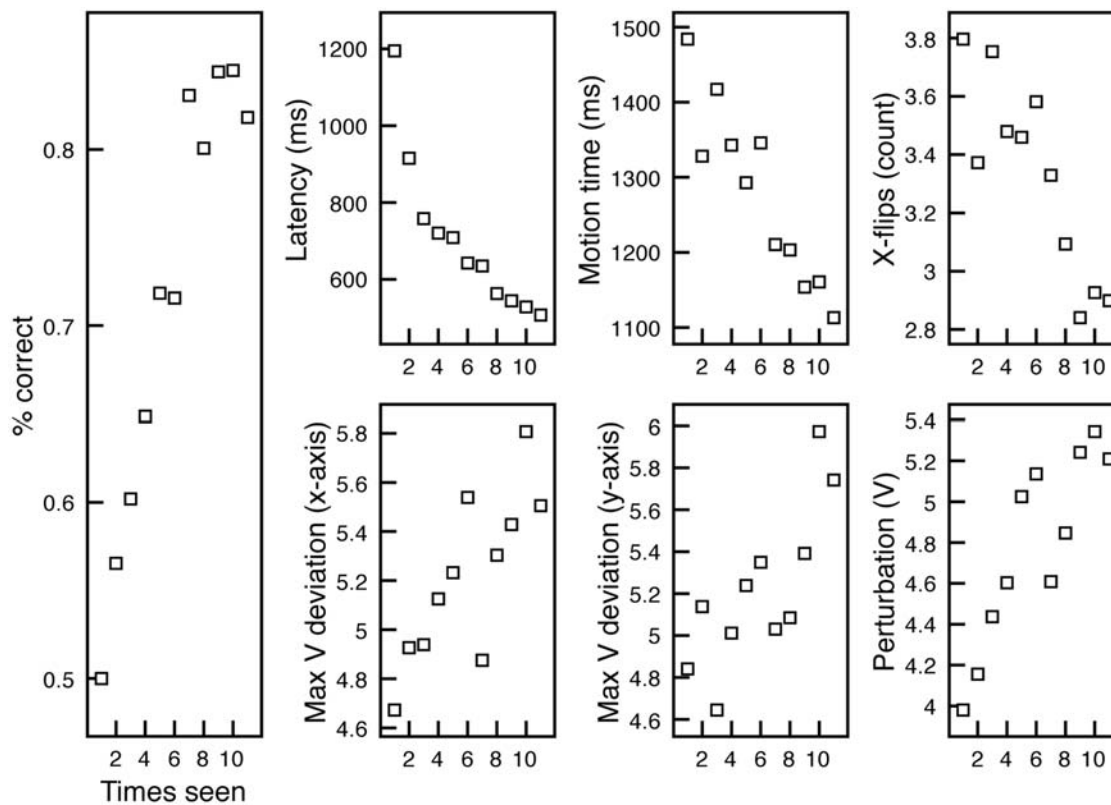 % correct
0.8
0.7
0.6
0.5
2 4 6 8 10
Times seen
Latency (ms)
1200
1000
800
600
2 4 6 8 10
Motion time (ms)
1500
1400
1300
1200
1100
2 4 6 8 10
X-flips (count)
3.8
3.6
3.4
3.2
3
2.8
2 4 6 8 10
Max V deviation (x-axis)
5.8
5.6
5.4
5.2
5
4.8
4.6
2 4 6 8 10
Max V deviation (y-axis)
6
5.8
5.6
5.4
5.2
5
4.8
4.6
2 4 6 8 10
Perturbation (V)
5.4
5.2
5
4.8
4.6
4.4
4.2
4
2 4 6 8 10